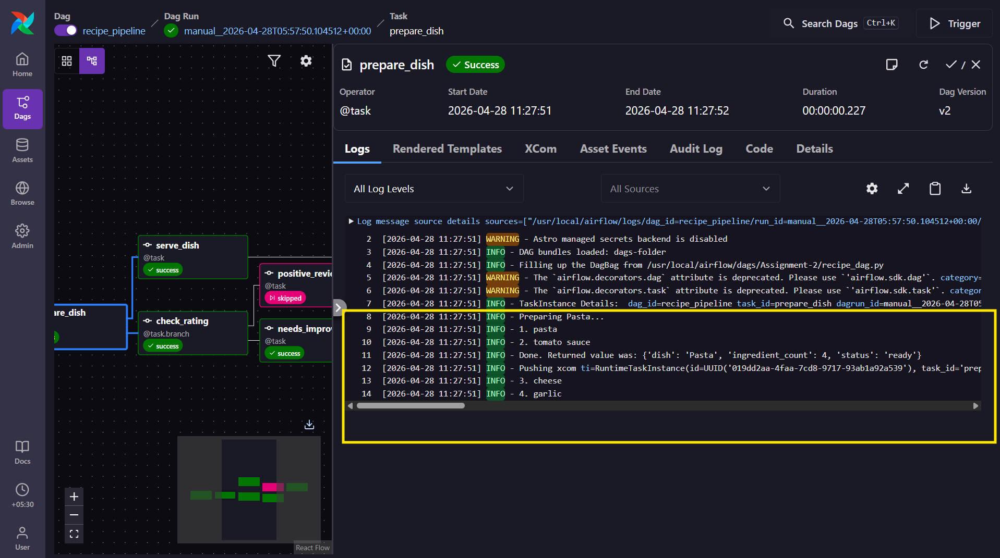 Dag
recipe_pipeline
Dag Run
manual__2026-04-28T05:57:50.104512+00:00
Task
prepare_dish
Search Dags Ctrl+K
Trigger
Home
Dags
Assets
Browse
Admin
Docs
+05:30
User
serve_dish
@task
success
check_rating
@task.branch
success
positive_revie
@task
skipped
needs_improv
@task
success
are_dish
React Flow
prepare_dish Success
Operator Start Date End Date Duration Dag Version
@task 2026-04-28 11:27:51 2026-04-28 11:27:52 00:00:00.227 v2
Logs Rendered Templates XCom Asset Events Audit Log Code Details
All Log Levels All Sources
Log message source details sources=["/usr/local/airflow/logs/dag_id=recipe_pipeline/run_id=manual__2026-04-28T05:57:50.104512+00:00/
2 [2026-04-28 11:27:51] WARNING - Astro managed secrets backend is disabled
3 [2026-04-28 11:27:51] INFO - DAG bundles loaded: dags-folder
4 [2026-04-28 11:27:51] INFO - Filling up the DagBag from /usr/local/airflow/dags/Assignment-2/recipe_dag.py
5 [2026-04-28 11:27:51] WARNING - The `airflow.decorators.dag` attribute is deprecated. Please use `'airflow.sdk.dag'`. category=
6 [2026-04-28 11:27:51] WARNING - The `airflow.decorators.task` attribute is deprecated. Please use `'airflow.sdk.task'`. categor
7 [2026-04-28 11:27:51] INFO - TaskInstance Details: dag_id=recipe_pipeline task_id=prepare_dish dagrun_id=manual__2026-04-28T05
8 [2026-04-28 11:27:51] INFO - Preparing Pasta...
9 [2026-04-28 11:27:51] INFO - 1. pasta
10 [2026-04-28 11:27:51] INFO - 2. tomato sauce
11 [2026-04-28 11:27:51] INFO - Done. Returned value was: {'dish': 'Pasta', 'ingredient_count': 4, 'status': 'ready'}
12 [2026-04-28 11:27:51] INFO - Pushing xcom ti=RuntimeTaskInstance(id=UUID('019dd2aa-4faa-7cd8-9717-93ab1a92a539'), task_id='prep
13 [2026-04-28 11:27:51] INFO - 3. cheese
14 [2026-04-28 11:27:51] INFO - 4. garlic